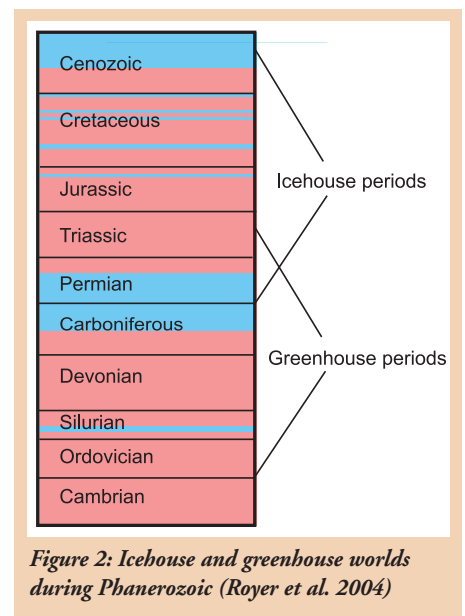 Cenozoic
Cretaceous
Jurassic
Triassic
Permian
Carboniferous
Devonian
Silurian
Ordovician
Cambrian
Icehouse periods
Greenhouse periods
Figure 2: Icehouse and greenhouse worlds
during Phanerozoic (Royer et al. 2004)